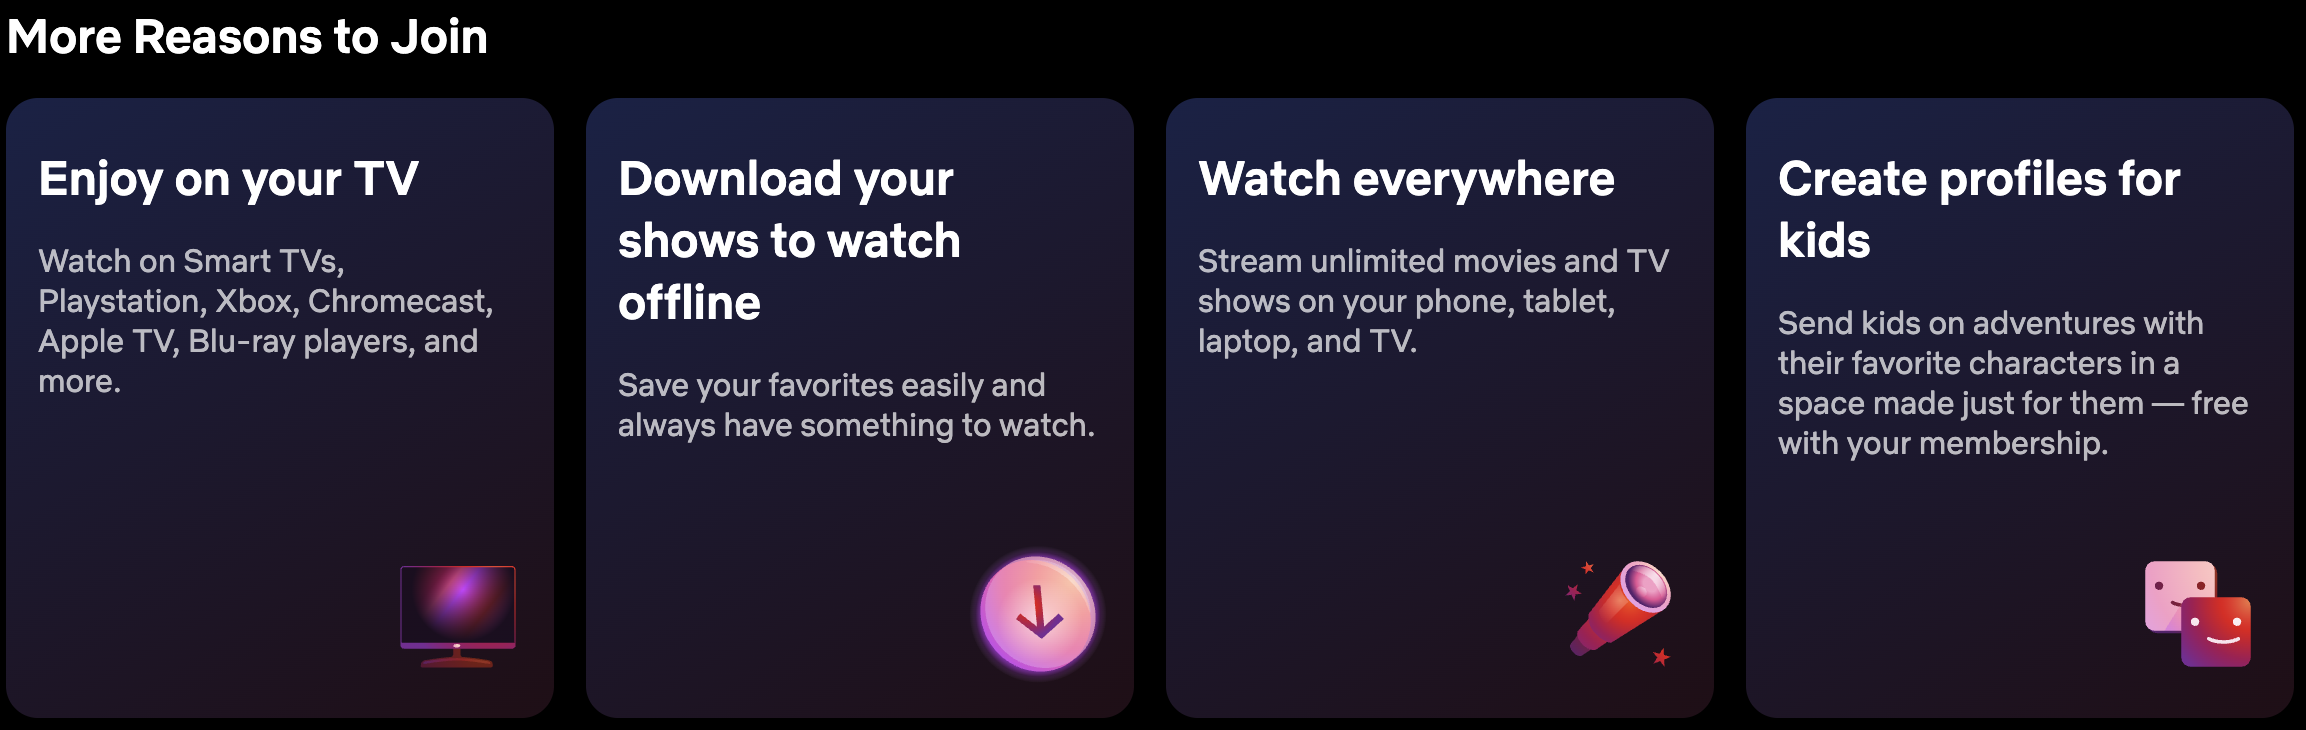 More Reasons to Join
Enjoy on your TV
Watch on Smart TVs,
Playstation, Xbox, Chromecast,
Apple TV, Blu-ray players, and
more.
Download your
shows to watch
offline
Save your favorites easily and
always have something to watch.
Watch everywhere
Stream unlimited movies and TV
shows on your phone, tablet,
laptop, and TV.
Create profiles for
kids
Send kids on adventures with
their favorite characters in a
space made just for them — free
with your membership.